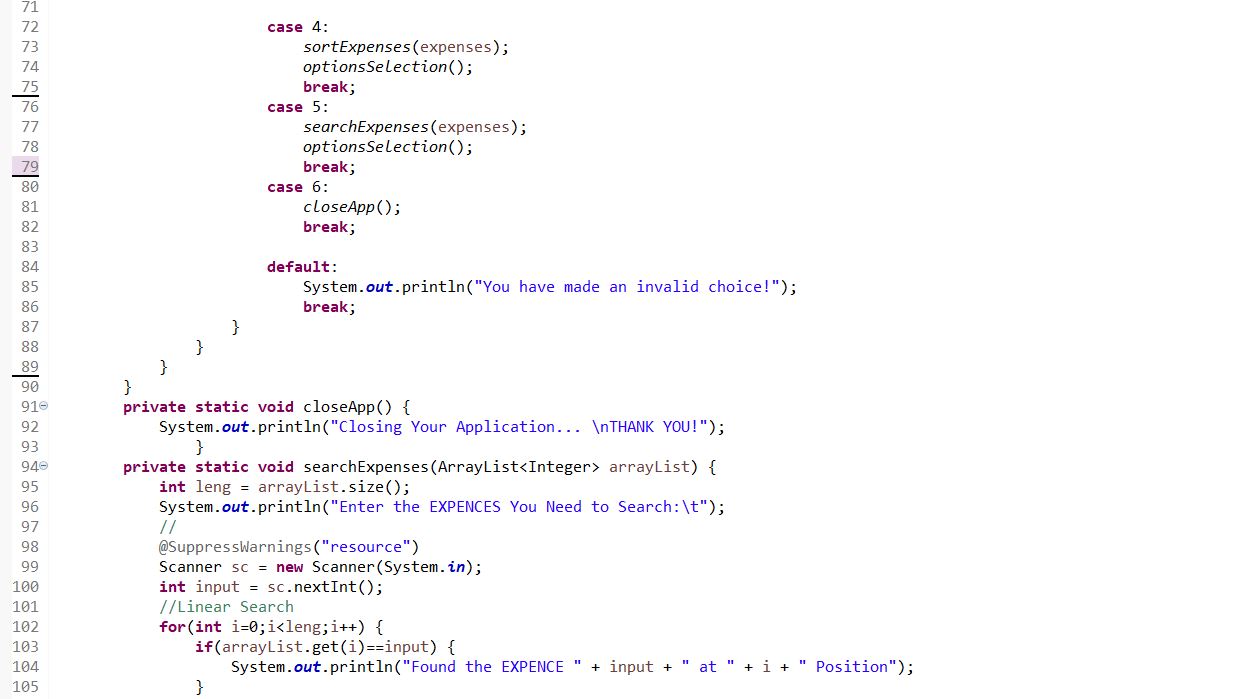 71
72 case 4:
73 sortExpenses(expenses);
74 optionsSelection();
75 break;
76 case 5:
77 searchExpenses(expenses);
78 optionsSelection();
79 break;
80 case 6:
81 closeApp();
82 break;
83
84 default:
85 System.out.println("You have made an invalid choice!");
86 break;
87 }
88 }
89 }
90 }
91 private static void closeApp() {
92 System.out.println("Closing Your Application... \nTHANK YOU!");
93 }
94 private static void searchExpenses(ArrayList<Integer> arrayList) {
95 int leng = arrayList.size();
96 System.out.println("Enter the EXPENCES You Need to Search:\t");
97 //
98 @SuppressWarnings("resource")
99 Scanner sc = new Scanner(System.in);
100 int input = sc.nextInt();
101 //Linear Search
102 for(int i=0;i<leng;i++) {
103 if(arrayList.get(i)==input) {
104 System.out.println("Found the EXPENCE " + input + " at " + i + " Position");
105 }